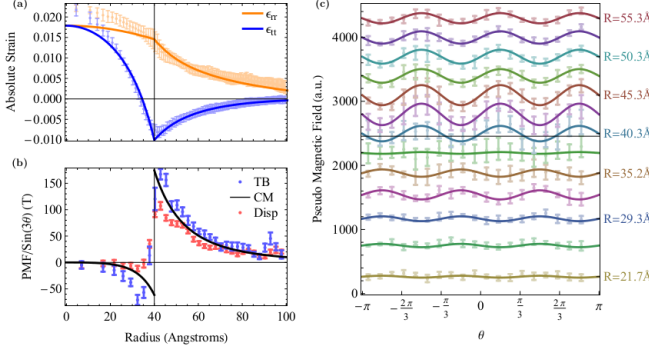 (a)
Absolute Strain
0.020
0.015
0.010
0.005
0.000
-0.005
-0.010
ϵrr
ϵtt
(b)
PMF/Sin(3θ) (T)
150
100
50
0
-50
TB
CM
Disp
0 20 40 60 80 100
Radius (Angstroms)
(c)
Pseudo Magnetic Field (a.u.)
4000
3000
2000
1000
0
R=55.3Å
R=50.3Å
R=45.3Å
R=40.3Å
R=35.2Å
R=29.3Å
R=21.7Å
-π -2π/3 -π/3 0 π/3 2π/3 π
θ